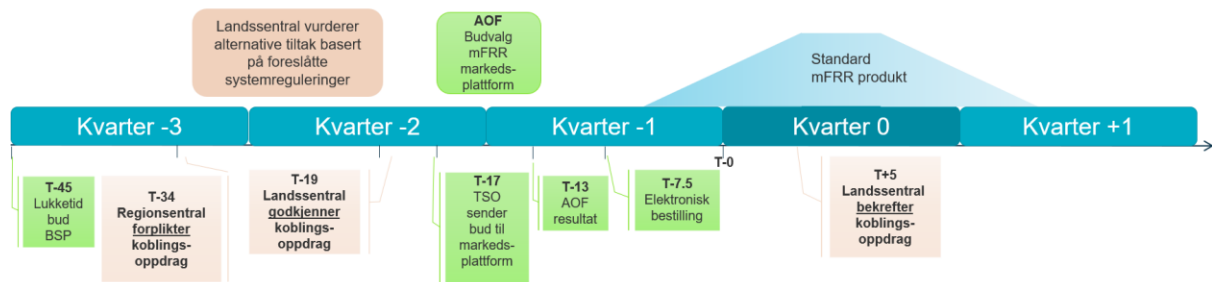 Landssentral vurderer
alternative tiltak basert
på foreslåtte
systemreguleringer
AOF
Budvalg
mFRR
markeds-
plattform
Standard
mFRR produkt
Kvarter -3
Kvarter -2
Kvarter -1
Kvarter 0
Kvarter +1
T-0
T-45
Lukketid
bud
BSP
T-34
Regionsentral
forplikter
koblings-
oppdrag
T-19
Landssentral
godkjenner
koblings-
oppdrag
T-17
TSO
sender
bud til
markeds-
plattform
T-13
AOF
resultat
T-7.5
Elektronisk
bestilling
T+5
Landssentral
bekrefter
koblings-
oppdrag